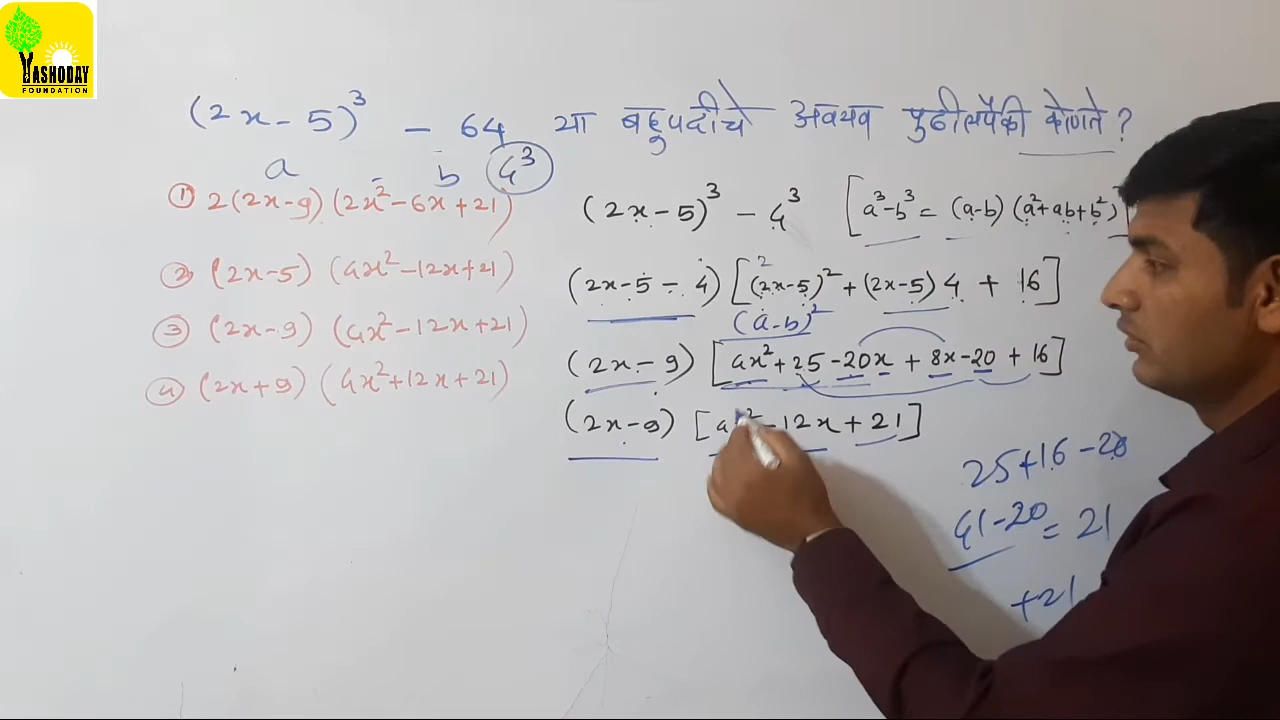 YASHODAY
FOUNDATION
(2x-5)³ - 64 या बहुपदीचे अवयव पुढीलपैकी कोणते?
a b 4³
① 2(2x-9)(2x²-6x+21)
② (2x-5) (4x²-12x+21)
③ (2x-9) (4x²-12x+21)
④ (2x+9) (4x²+12x+21)
(2x-5)³ - 4³ [a³-b³ = (a-b) (a²+ab+b²)]
(2x-5-4) [(2x-5)² + (2x-5) 4 + 16]
(a-b)²
(2x-9) [4x²+25-20x+8x-20+16]
(2x-9) [4x²-12x+21]
25+16-20
41-20=21
+21